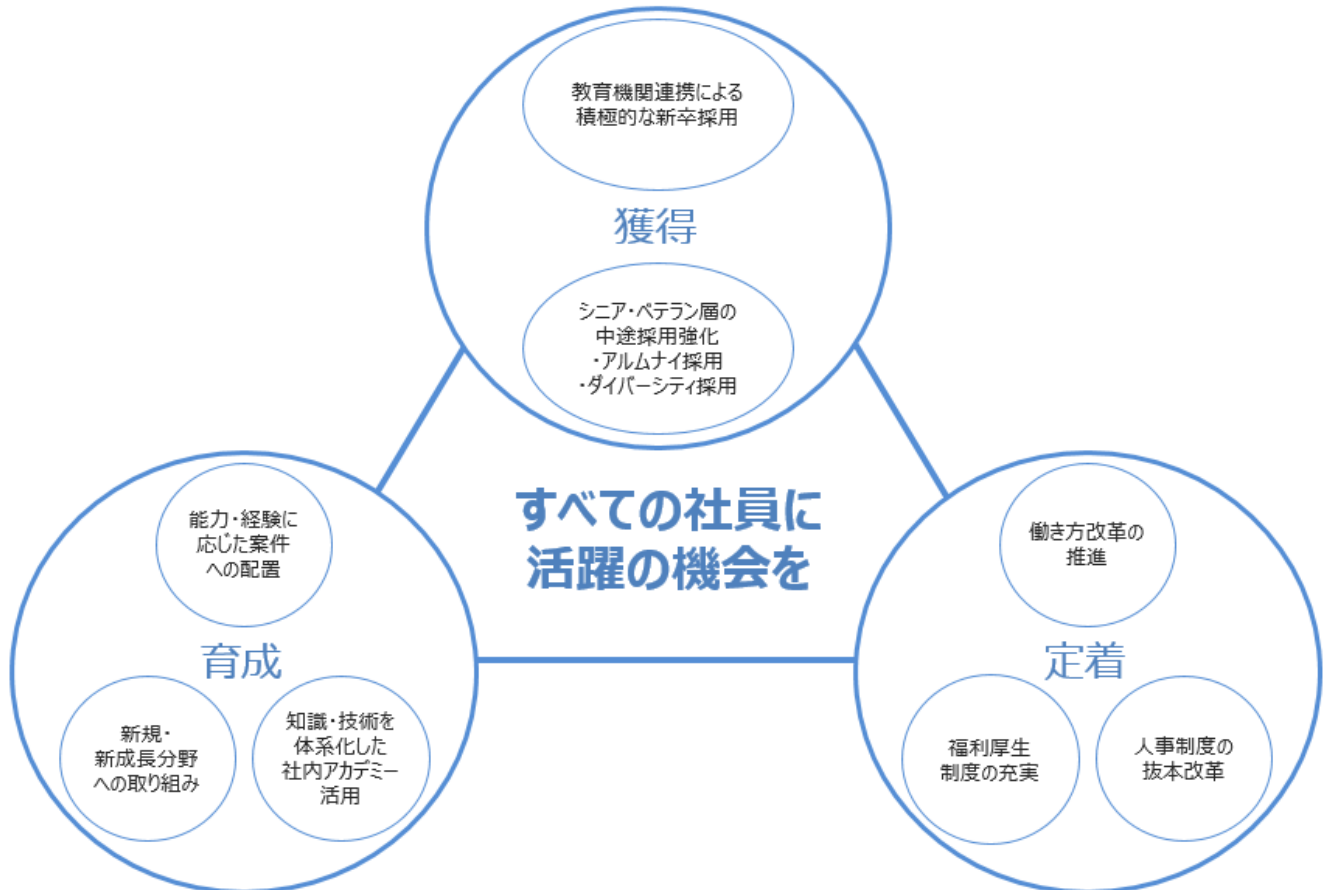 教育機関連携による
積極的な新卒採用
獲得
シニア・ベテラン層の
中途採用強化
・アルムナイ採用
・ダイバーシティ採用
すべての社員に
活躍の機会を
能力・経験に
応じた案件
への配置
育成
新規・
新成長分野
への取り組み
知識・技術を
体系化した
社内アカデミー
活用
働き方改革の
推進
定着
福利厚生
制度の充実
人事制度の
抜本改革